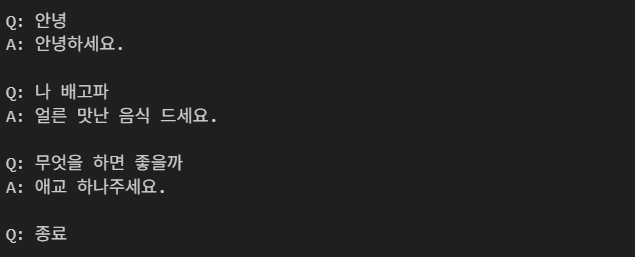 Q: 안녕
A: 안녕하세요.
Q: 나 배고파
A: 얼른 맛난 음식 드세요.
Q: 무엇을 하면 좋을까
A: 애교 하나주세요.
Q: 종료